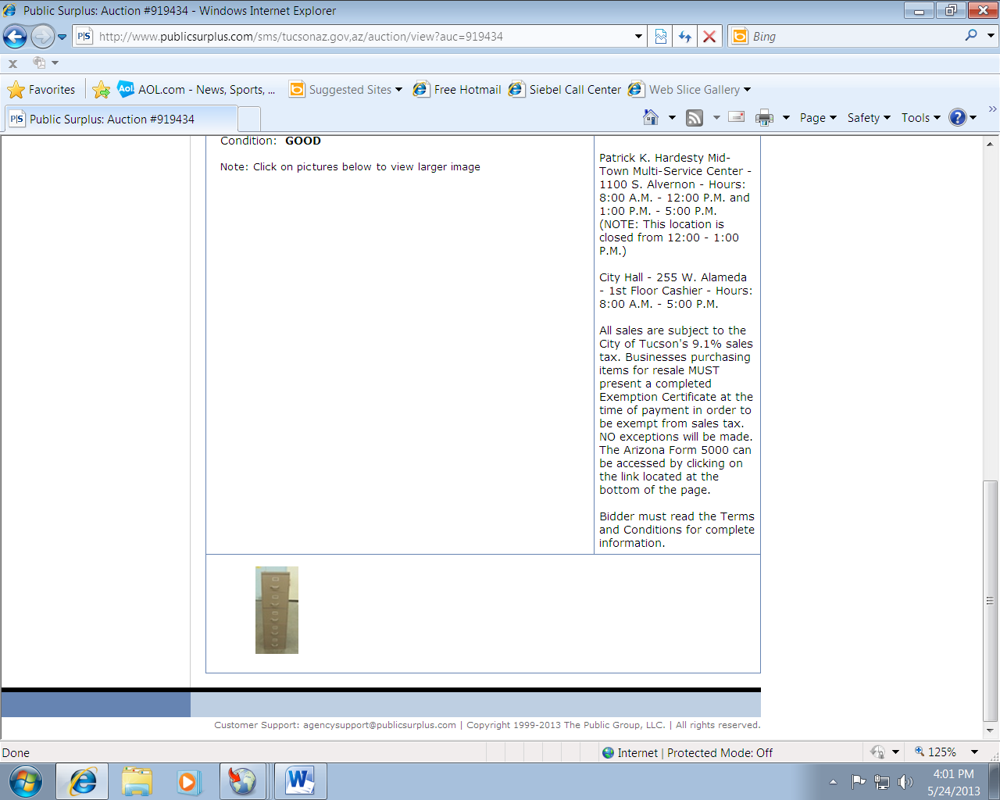 Public Surplus: Auction #919434 - Windows Internet Explorer
P|S http://www.publicsurplus.com/sms/tucsonaz.gov,az/auction/view?auc=919434
Bing
x
Favorites
Aol AOL.com - News, Sports, ...
Suggested Sites
Free Hotmail
Siebel Call Center
Web Slice Gallery
P|S Public Surplus: Auction #919434
Page
Safety
Tools
?
»
Condition: GOOD
Note: Click on pictures below to view larger image
Patrick K. Hardesty Mid-
Town Multi-Service Center -
1100 S. Alvernon - Hours:
8:00 A.M. - 12:00 P.M. and
1:00 P.M. - 5:00 P.M.
(NOTE: This location is
closed from 12:00 - 1:00
P.M.)
City Hall - 255 W. Alameda
- 1st Floor Cashier - Hours:
8:00 A.M. - 5:00 P.M.
All sales are subject to the
City of Tucson's 9.1% sales
tax. Businesses purchasing
items for resale MUST
present a completed
Exemption Certificate at the
time of payment in order to
be exempt from sales tax.
NO exceptions will be made.
The Arizona Form 5000 can
be accessed by clicking on
the link located at the
bottom of the page.
Bidder must read the Terms
and Conditions for complete
information.
Customer Support: agencysupport@publicsurplus.com | Copyright 1999-2013 The Public Group, LLC. | All rights reserved.
Done
Internet | Protected Mode: Off
125%
W
4:01 PM
5/24/2013